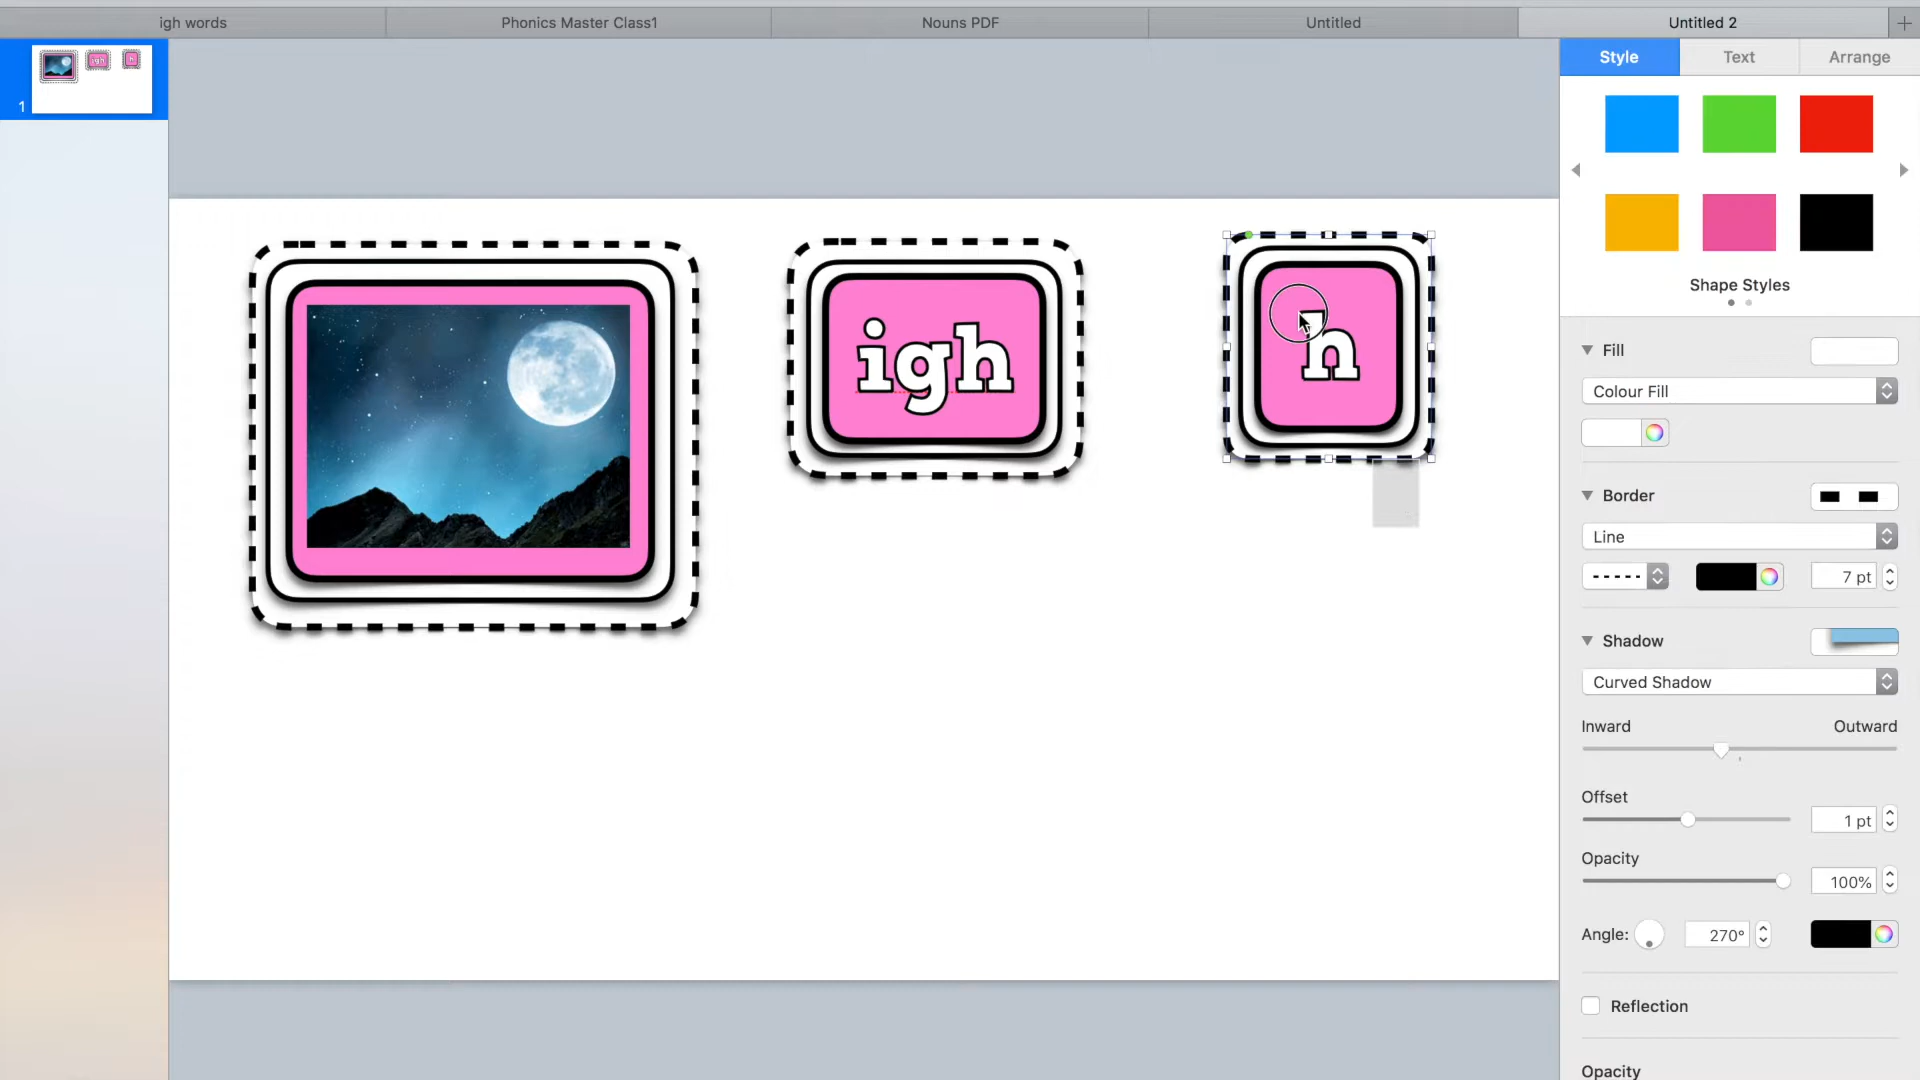 igh words
Phonics Master Class1
Nouns PDF
Untitled
Untitled 2
1
igh
n
igh
n
Style
Text
Arrange
Shape Styles
Fill
Colour Fill
Border
Line
7 pt
Shadow
Curved Shadow
Inward
Outward
Offset
1 pt
Opacity
100%
Angle:
270°
Reflection
Opacity